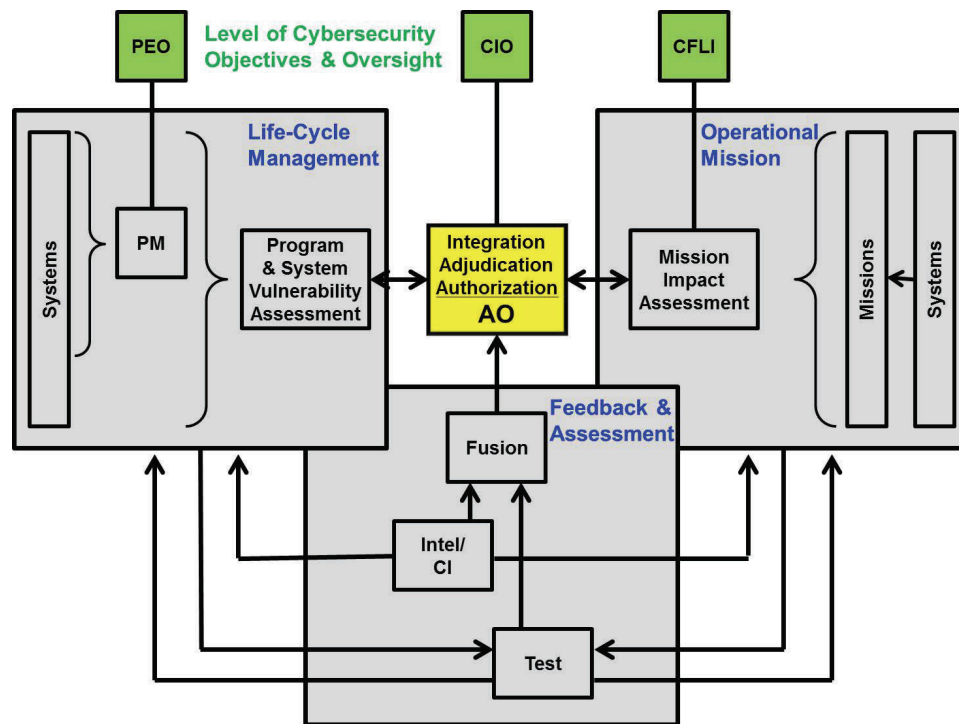 PEO
Level of Cybersecurity
Objectives & Oversight
CIO
CFLI
Life-Cycle
Management
Operational
Mission
Systems
PM
Program
& System
Vulnerability
Assessment
Integration
Adjudication
Authorization
AO
Mission
Impact
Assessment
Missions
Systems
Feedback &
Assessment
Fusion
Intel/
CI
Test